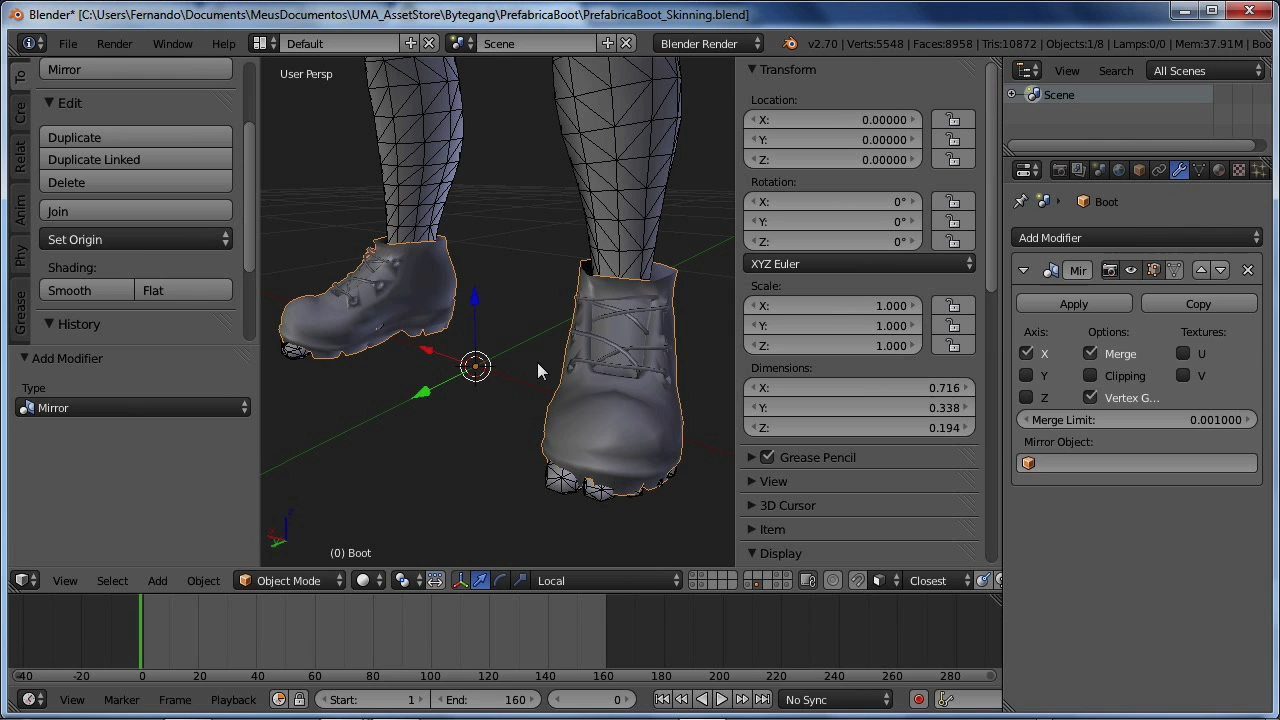 Blender* [C:\Users\Fernando\Documents\MeusDocumentos\UMA_AssetStore\Bytegang\PrefabricaBoot\PrefabricaBoot_Skinning.blend]
File Render Window Help Default Scene Blender Render v2.70 | Verts:5548 | Faces:8958 | Tris:10872 | Objects:1/8 | Lamps:0/0 | Mem:37.91M | Boo
To
Cre
Relat
Anim
Phy
Grease
Mirror
Edit
Duplicate
Duplicate Linked
Delete
Join
Set Origin
Shading:
Smooth Flat
History
Add Modifier
Type
Mirror
User Persp
(0) Boot
Transform
Location:
X: 0.00000
Y: 0.00000
Z: 0.00000
Rotation:
X: 0°
Y: 0°
Z: 0°
XYZ Euler
Scale:
X: 1.000
Y: 1.000
Z: 1.000
Dimensions:
X: 0.716
Y: 0.338
Z: 0.194
Grease Pencil
View
3D Cursor
Item
Display
View Search All Scenes
Scene
Boot
Add Modifier
Mir
Apply Copy
Axis: Options: Textures:
X Merge U
Y Clipping V
Z Vertex G...
Merge Limit: 0.001000
Mirror Object:
View Select Add Object Object Mode Local Closest
-40 -20 0 20 40 60 80 100 120 140 160 180 200 220 240 260 280
View Marker Frame Playback Start: 1 End: 160 0 No Sync